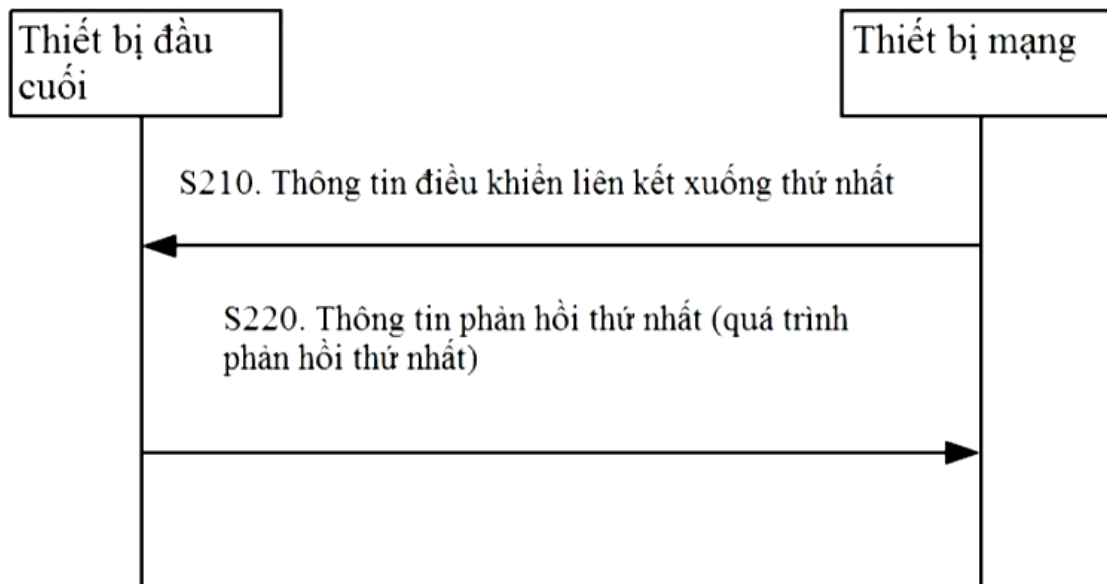 Thiết bị đầu
cuối
Thiết bị mạng
S210. Thông tin điều khiển liên kết xuống thứ nhất
S220. Thông tin phản hồi thứ nhất (quá trình
phản hồi thứ nhất)